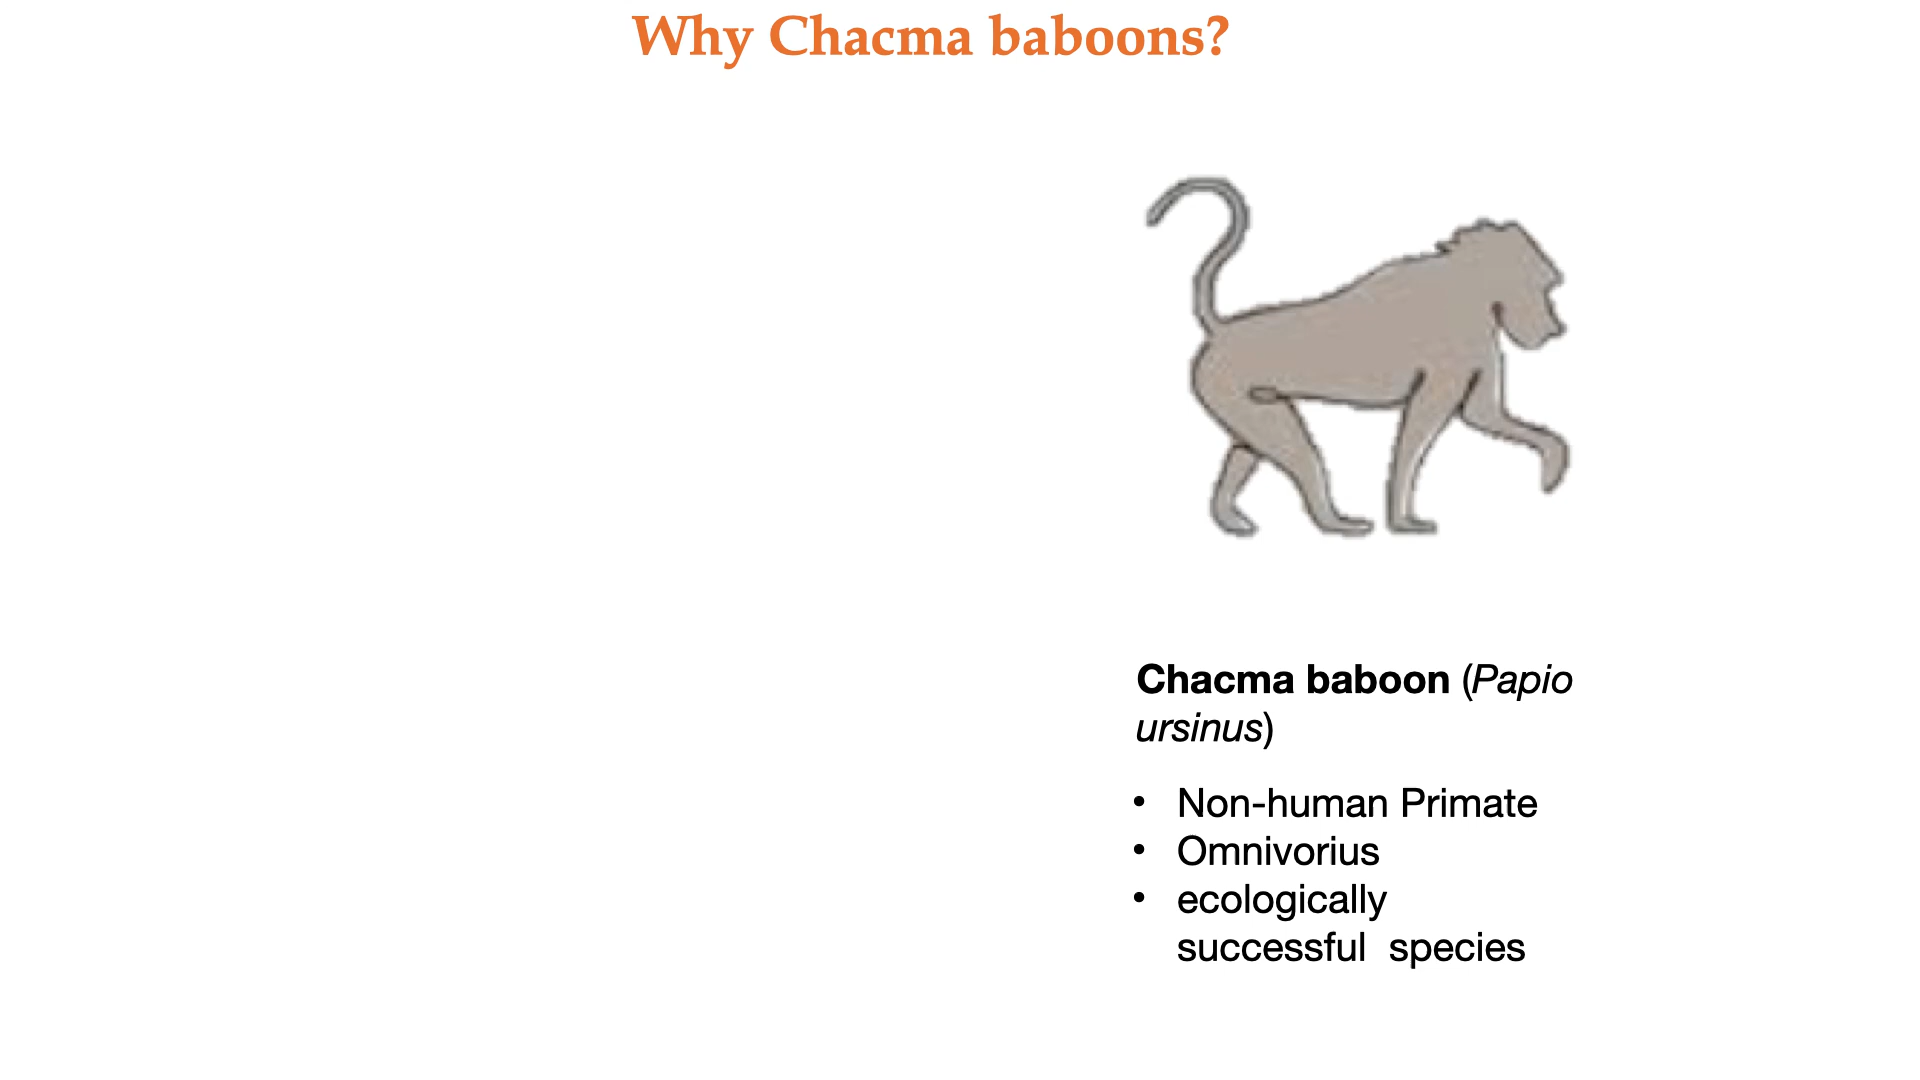 Why Chacma baboons?
Chacma baboon (Papio
ursinus)
• Non-human Primate
• Omnivorius
• ecologically
successful species